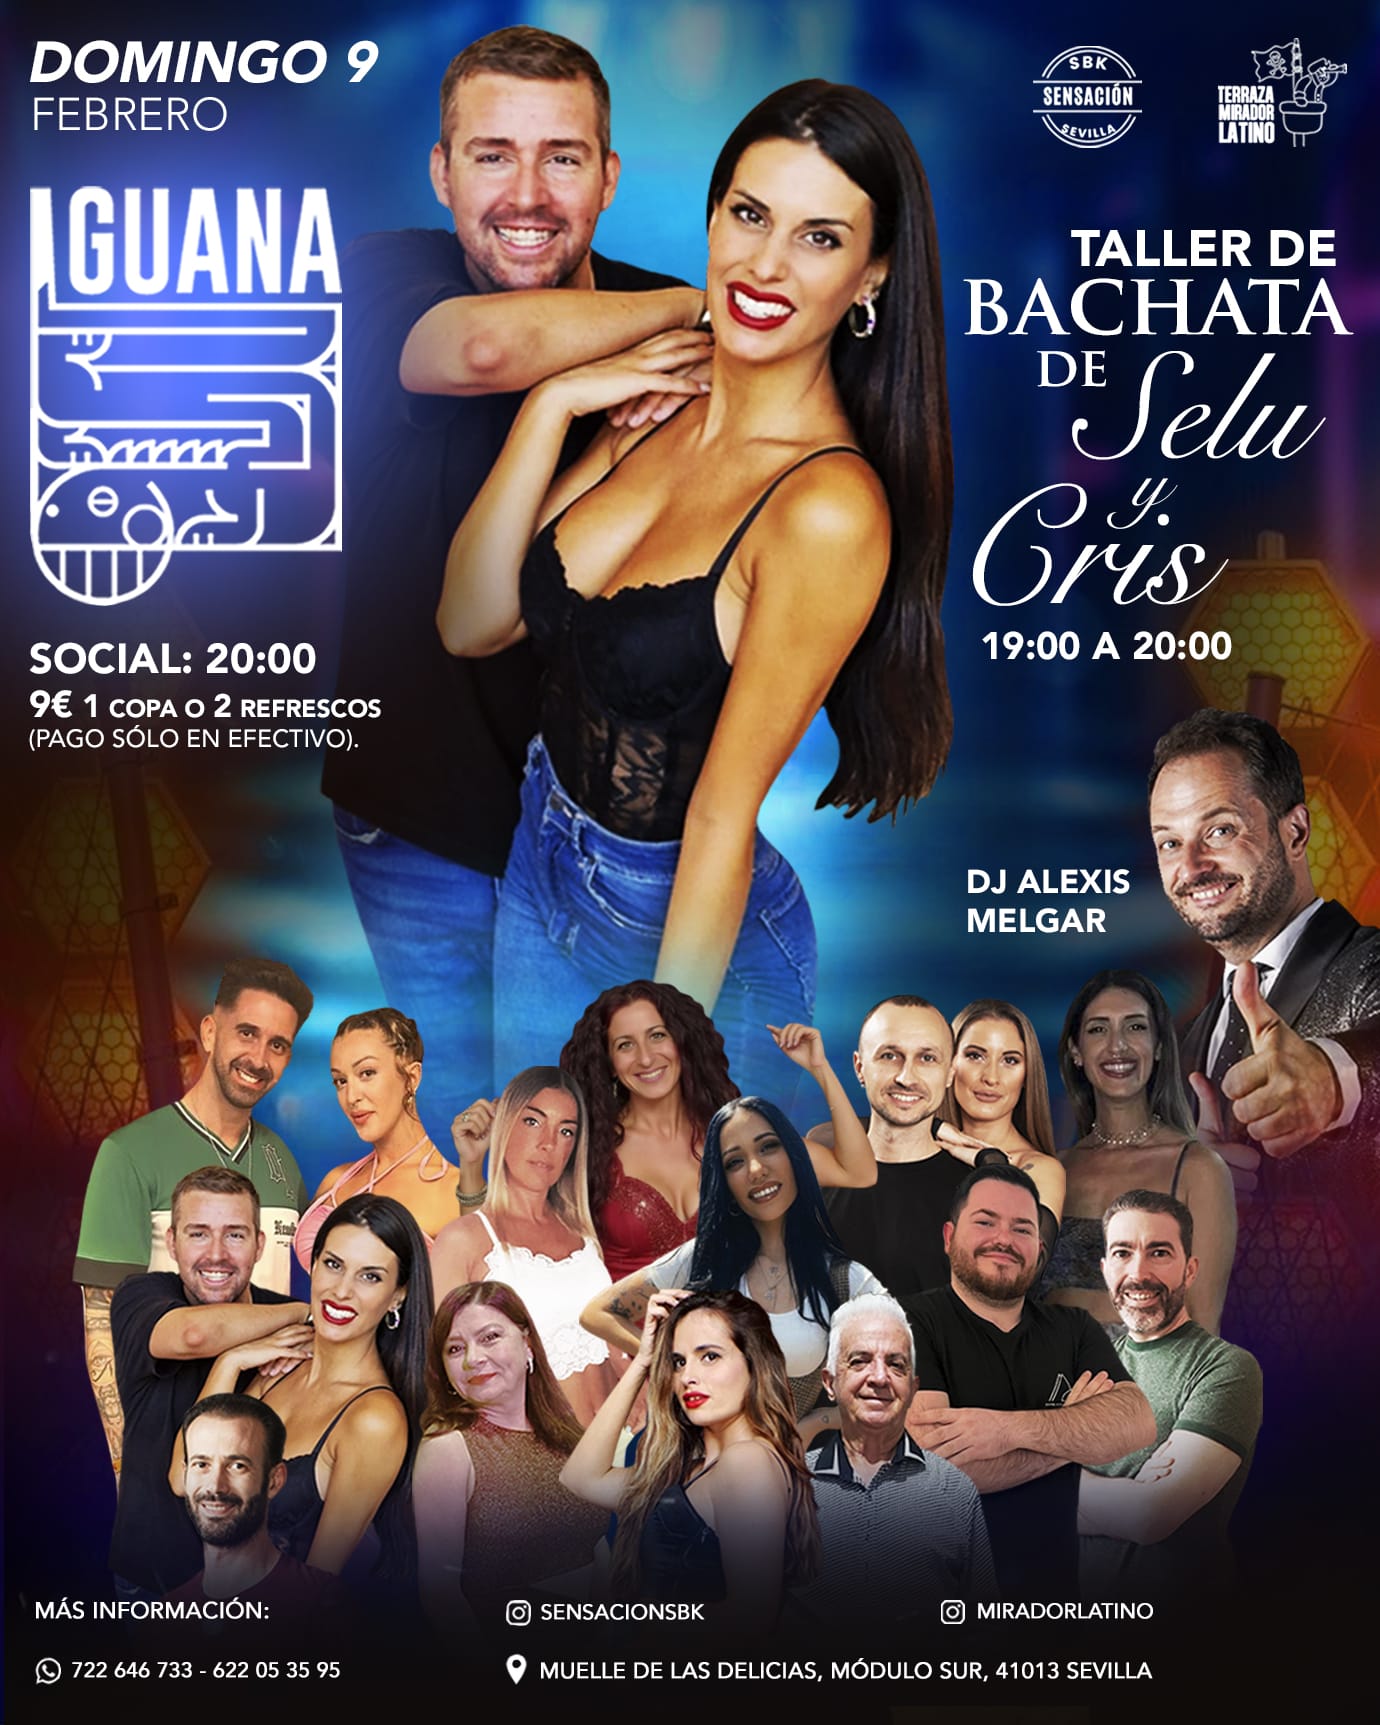 DOMINGO 9
FEBRERO
SBK
SENSACIÓN
SEVILLA
TERRAZA
MIRADOR
LATINO
IGUANA
TALLER DE
BACHATA
DE Selu
y
Cris
19:00 A 20:00
SOCIAL: 20:00
9€ 1 COPA O 2 REFRESCOS
(PAGO SÓLO EN EFECTIVO).
DJ ALEXIS
MELGAR
MÁS INFORMACIÓN:
SENSACIONSBK
MIRADORLATINO
722 646 733 - 622 05 35 95
MUELLE DE LAS DELICIAS, MÓDULO SUR, 41013 SEVILLA